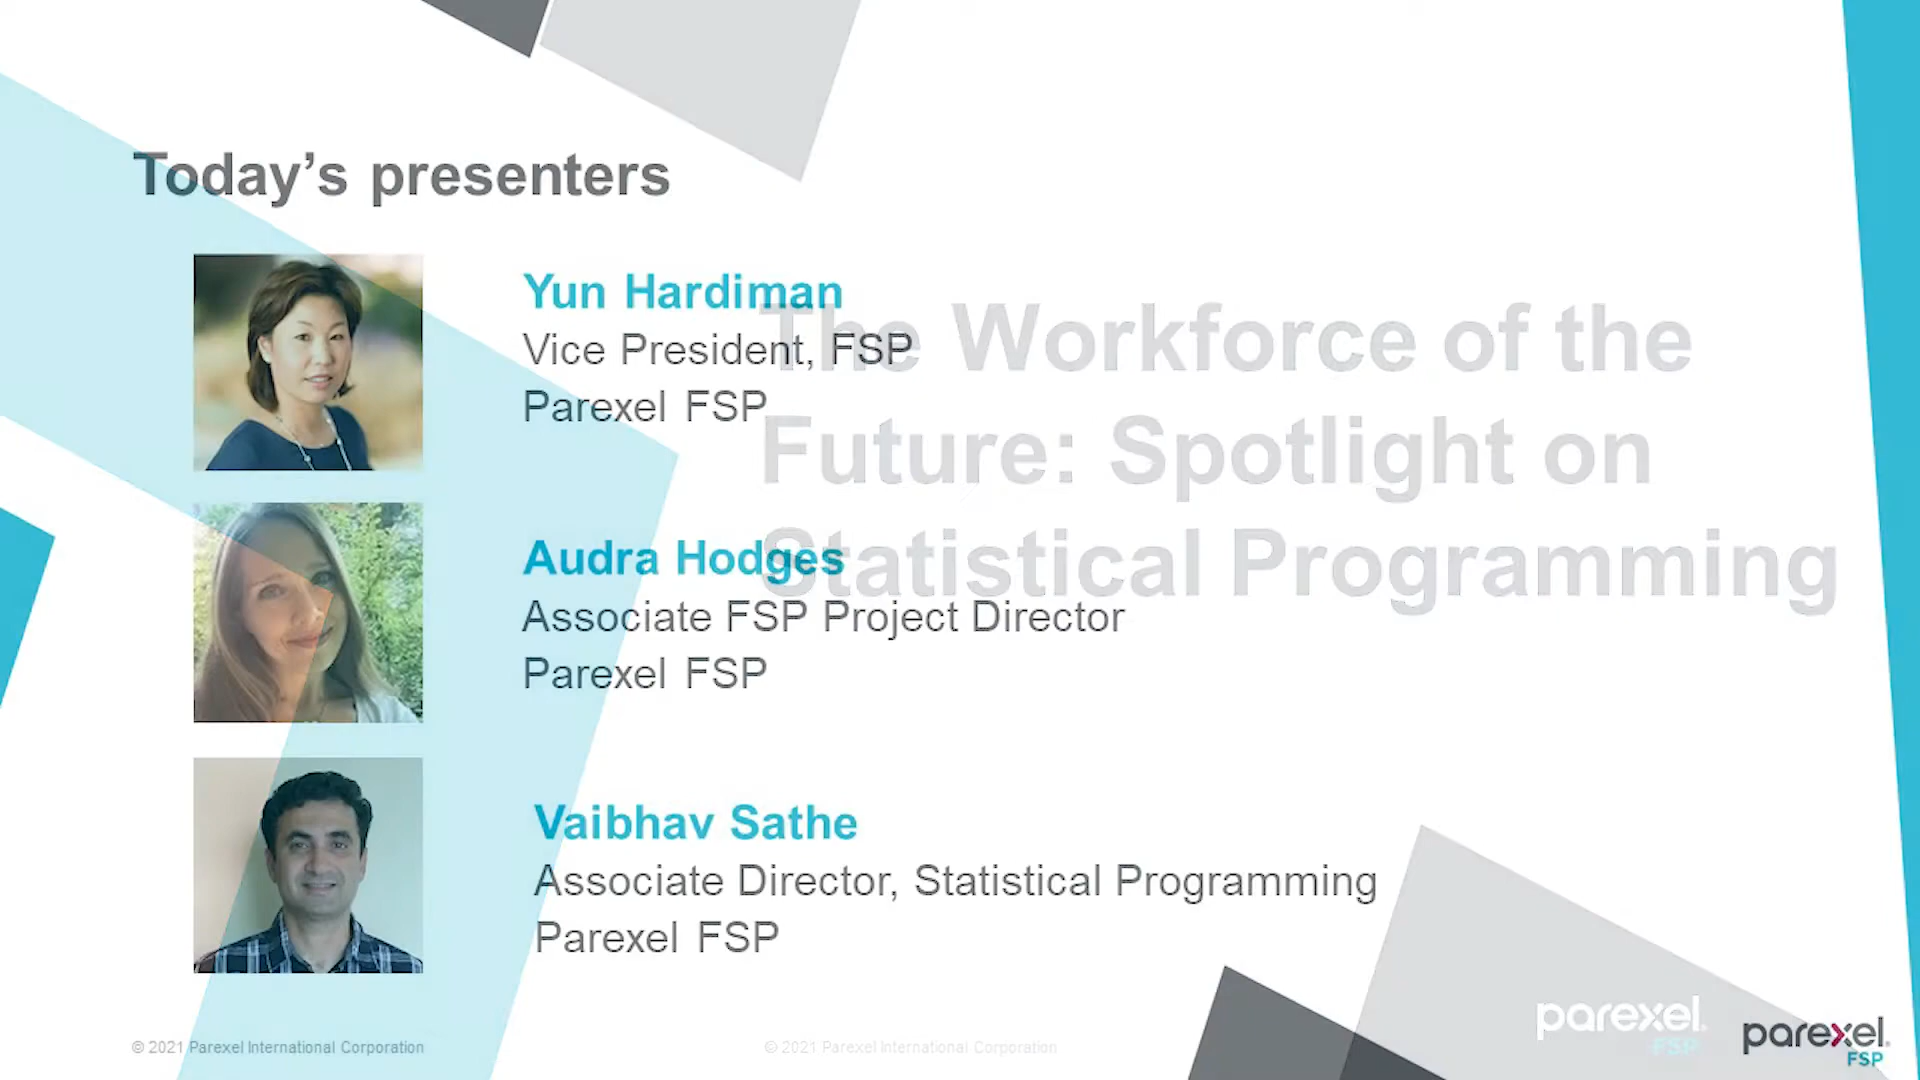 Today’s presenters
Yun Hardiman
Vice President, FSP
Parexel FSP
The Workforce of the
Future: Spotlight on
Statistical Programming
Audra Hodges
Associate FSP Project Director
Parexel FSP
Vaibhav Sathe
Associate Director, Statistical Programming
Parexel FSP
© 2021 Parexel International Corporation
© 2021 Parexel International Corporation
parexel.
FSP
parexel.
FSP